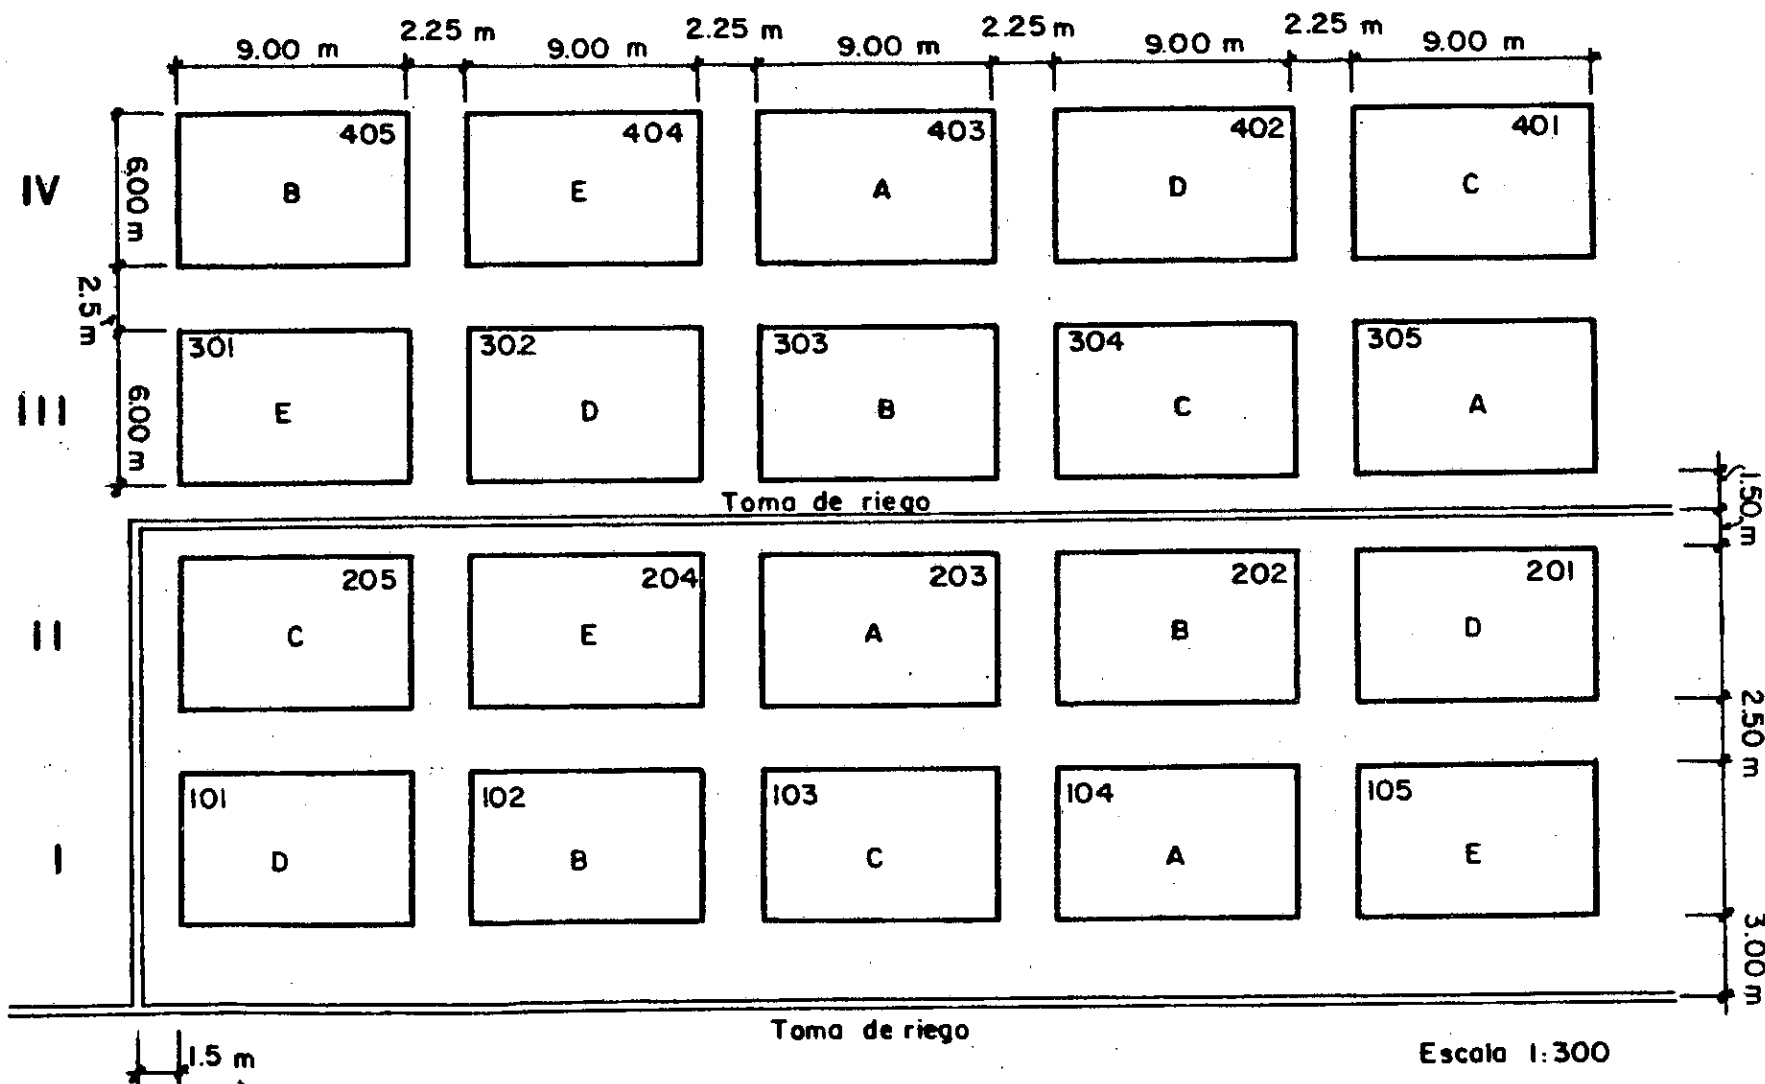 2.25 m 2.25 m 2.25 m 2.25 m
9.00 m 9.00 m 9.00 m 9.00 m 9.00 m
405 404 403 402 401
IV 6.00 m B E A D C
2.5 m
301 302 303 304 305
III 6.00 m E D B C A
Toma de riego
1.50 m
205 204 203 202 201
II C E A B D
2.50 m
101 102 103 104 105
I D B C A E
3.00 m
Toma de riego
1.5 m
Escala 1:300